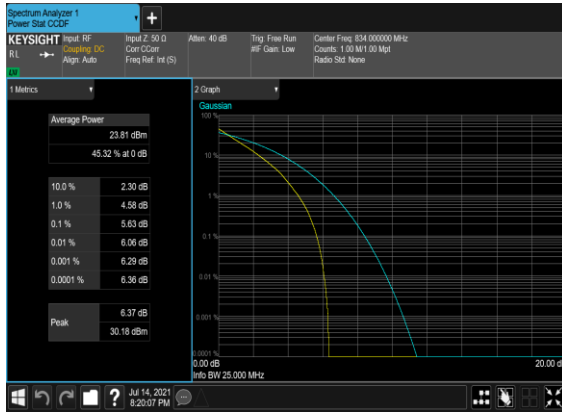 Spectrum Analyzer 1
Power Stat CCDF
+
KEYSIGHT
RL
Input: RF
Coupling: DC
Align: Auto
Input Z: 50 Ω
Corr CCorr
Freq Ref: Int (S)
Atten: 40 dB
Trig: Free Run
#IF Gain: Low
Center Freq: 834.000000 MHz
Counts: 1.00 M/1.00 Mpt
Radio Std: None
LW
1 Metrics
Average Power
23.81 dBm
45.32 % at 0 dB
10.0 % 2.30 dB
1.0 % 4.58 dB
0.1 % 5.63 dB
0.01 % 6.06 dB
0.001 % 6.29 dB
0.0001 % 6.36 dB
Peak
6.37 dB
30.18 dBm
2 Graph
Gaussian
100 %
10 %
1 %
0.1 %
0.01 %
0.001 %
0.0001 %
0.00 dB 20.00 dB
Info BW 25.000 MHz
?
Jul 14, 2021
8:20:07 PM